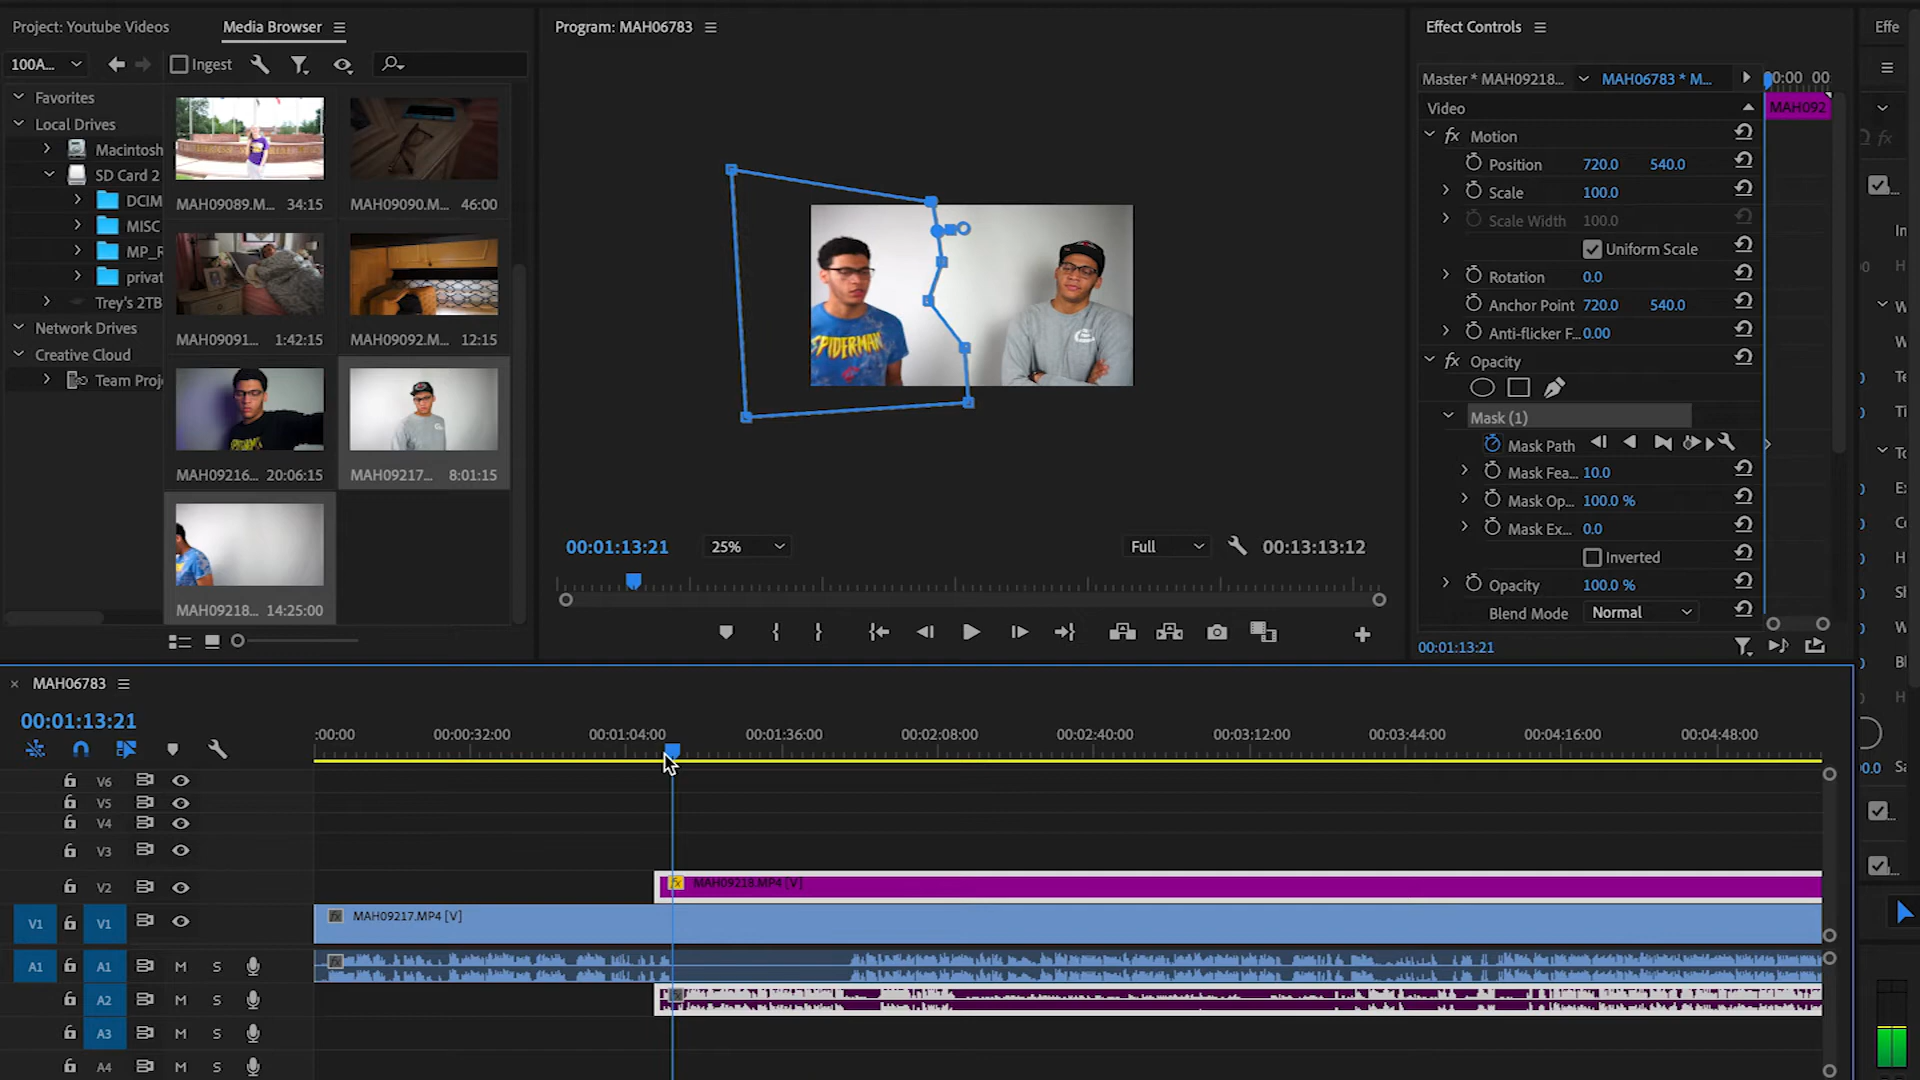 Project: Youtube Videos
Media Browser
100A...
Ingest
Favorites
Local Drives
Macintosh
SD Card 2
DCIM
MISC
MP_R
privat
Trey's 2TB
Network Drives
Creative Cloud
Team Proj
MAH09089.M... 34:15
MAH09090.M... 46:00
MAH09091... 1:42:15
MAH09092.M... 12:15
MAH09216... 20:06:15
MAH09217... 8:01:15
MAH09218... 14:25:00
Program: MAH06783
SPIDERMAN
00:01:13:21
25%
Full
00:13:13:12
Effect Controls
Master * MAH09218...
MAH06783 * M...
0:00 00
MAH092
Video
fx Motion
Position 720.0 540.0
Scale 100.0
Scale Width 100.0
Uniform Scale
Rotation 0.0
Anchor Point 720.0 540.0
Anti-flicker F... 0.00
fx Opacity
Mask (1)
Mask Path
Mask Fea... 10.0
Mask Op... 100.0 %
Mask Ex... 0.0
Inverted
Opacity 100.0 %
Blend Mode Normal
00:01:13:21
Effe
MAH06783
00:01:13:21
:00:00 00:00:32:00 00:01:04:00 00:01:36:00 00:02:08:00 00:02:40:00 00:03:12:00 00:03:44:00 00:04:16:00 00:04:48:00
V6
V5
V4
V3
V2
fx MAH09218.MP4 [V]
V1 V1
fx MAH09217.MP4 [V]
A1 A1 M S
A2 M S
A3 M S
A4 M S